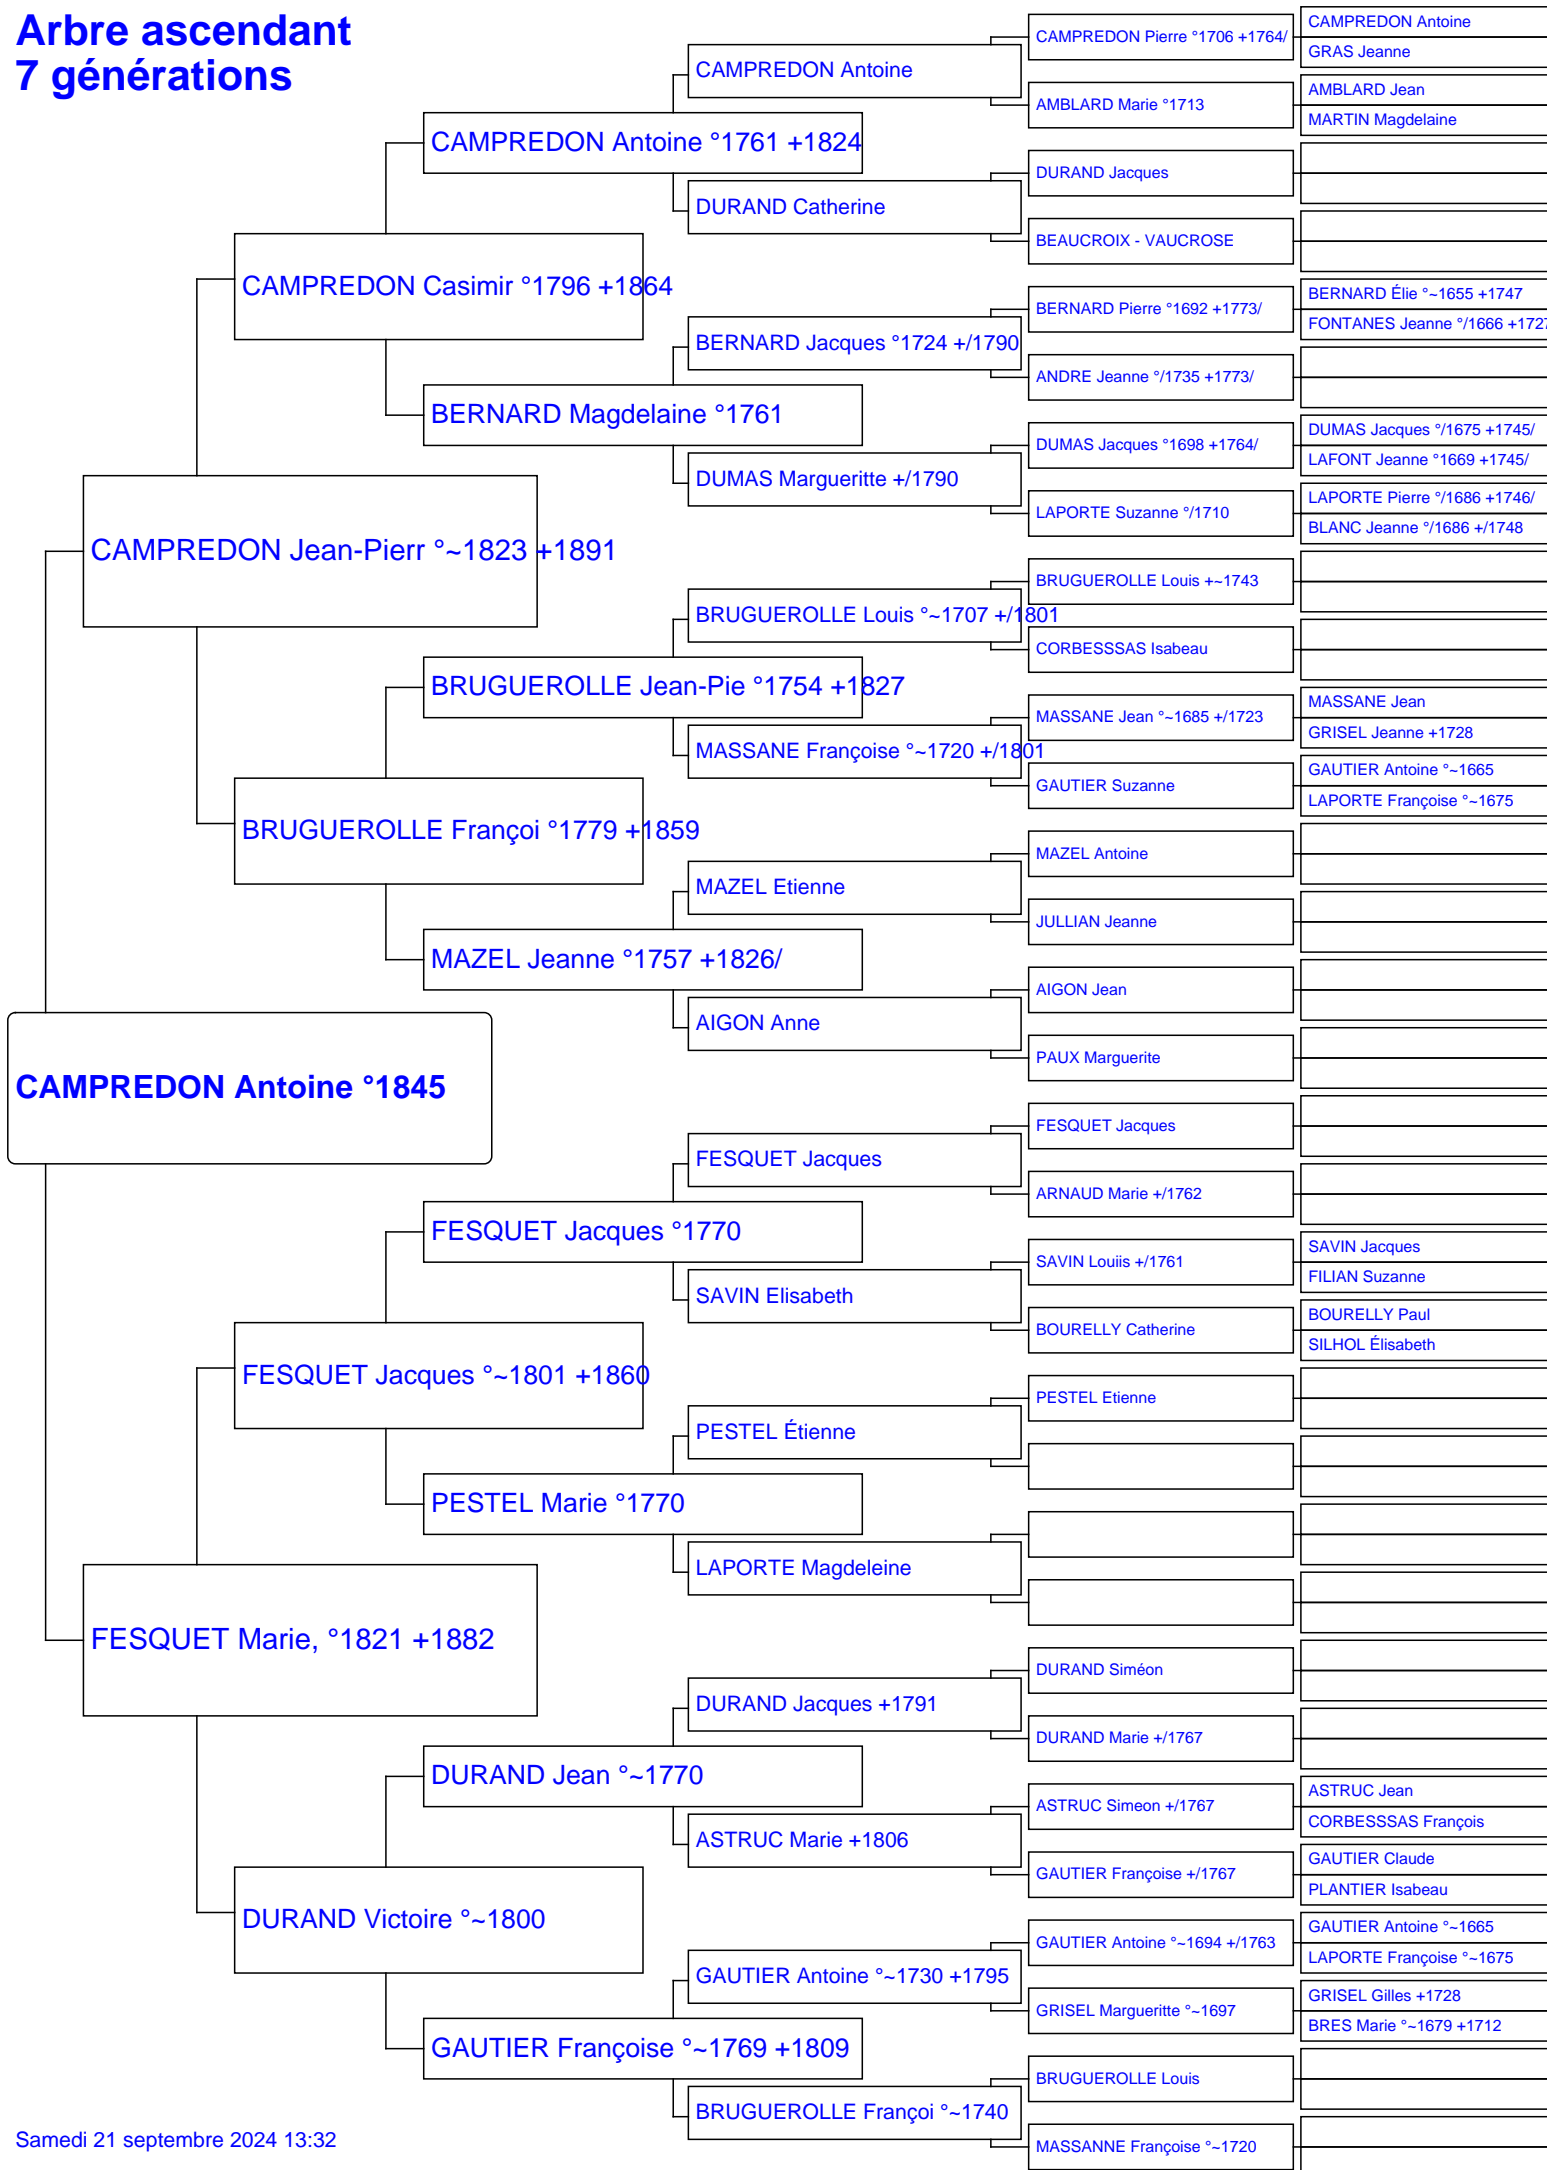 Arbre ascendant
7 générations
CAMPREDON Antoine °1845
CAMPREDON Jean-Pierr °~1823 +1891
FESQUET Marie, °1821 +1882
CAMPREDON Casimir °1796 +1864
BRUGUEROLLE Françoi °1779 +1859
FESQUET Jacques °~1801 +1860
DURAND Victoire °~1800
CAMPREDON Antoine °1761 +1824
BERNARD Magdelaine °1761
BRUGUEROLLE Jean-Pie °1754 +1827
MAZEL Jeanne °1757 +1826/
FESQUET Jacques °1770
PESTEL Marie °1770
DURAND Jean °~1770
GAUTIER Françoise °~1769 +1809
CAMPREDON Antoine
DURAND Catherine
BERNARD Jacques °1724 +/1790
DUMAS Margueritte +/1790
BRUGUEROLLE Louis °~1707 +/1801
MASSANE Françoise °~1720 +/1801
MAZEL Etienne
AIGON Anne
FESQUET Jacques
SAVIN Elisabeth
PESTEL Étienne
LAPORTE Magdeleine
DURAND Jacques +1791
ASTRUC Marie +1806
GAUTIER Antoine °~1730 +1795
BRUGUEROLLE Françoi °~1740
CAMPREDON Pierre °1706 +1764/
AMBLARD Marie °1713
DURAND Jacques
BEAUCROIX - VAUCROSE
BERNARD Pierre °1692 +1773/
ANDRE Jeanne °/1735 +1773/
DUMAS Jacques °1698 +1764/
LAPORTE Suzanne °/1710
BRUGUEROLLE Louis +~1743
CORBESSSAS Isabeau
MASSANE Jean °~1685 +/1723
GAUTIER Suzanne
MAZEL Antoine
JULLIAN Jeanne
AIGON Jean
PAUX Marguerite
FESQUET Jacques
ARNAUD Marie +/1762
SAVIN Louiis +/1761
BOURELLY Catherine
PESTEL Etienne
DURAND Siméon
DURAND Marie +/1767
ASTRUC Simeon +/1767
GAUTIER Françoise +/1767
GAUTIER Antoine °~1694 +/1763
GRISEL Margueritte °~1697
BRUGUEROLLE Louis
MASSANNE Françoise °~1720
CAMPREDON Antoine
GRAS Jeanne
AMBLARD Jean
MARTIN Magdelaine
BERNARD Élie °~1655 +1747
FONTANES Jeanne °/1666 +1727
DUMAS Jacques °/1675 +1745/
LAFONT Jeanne °1669 +1745/
LAPORTE Pierre °/1686 +1746/
BLANC Jeanne °/1686 +/1748
MASSANE Jean
GRISEL Jeanne +1728
GAUTIER Antoine °~1665
LAPORTE Françoise °~1675
SAVIN Jacques
FILIAN Suzanne
BOURELLY Paul
SILHOL Élisabeth
ASTRUC Jean
CORBESSSAS François
GAUTIER Claude
PLANTIER Isabeau
GAUTIER Antoine °~1665
LAPORTE Françoise °~1675
GRISEL Gilles +1728
BRES Marie °~1679 +1712
Samedi 21 septembre 2024 13:32